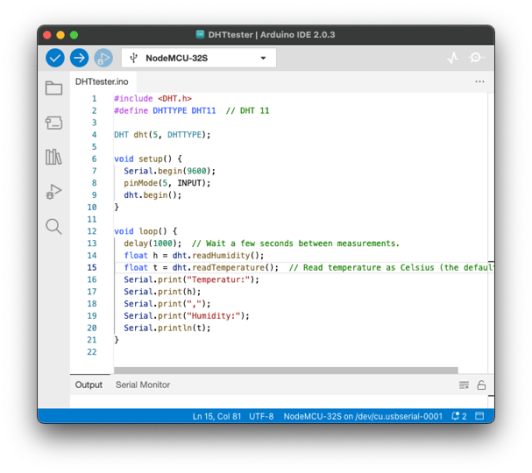 DHTtester | Arduino IDE 2.0.3
NodeMCU-32S
DHTtester.ino
1 #include <DHT.h>
2 #define DHTTYPE DHT11 // DHT 11
3
4 DHT dht(5, DHTTYPE);
5
6 void setup() {
7 Serial.begin(9600);
8 pinMode(5, INPUT);
9 dht.begin();
10 }
11
12 void loop() {
13 delay(1000); // Wait a few seconds between measurements.
14 float h = dht.readHumidity();
15 float t = dht.readTemperature(); // Read temperature as Celsius (the defaul
16 Serial.print("Temperatur:");
17 Serial.print(h);
18 Serial.print(",");
19 Serial.print("Humidity:");
20 Serial.println(t);
21 }
22
Output Serial Monitor
Ln 15, Col 81 UTF-8 NodeMCU-32S on /dev/cu.usbserial-0001 2